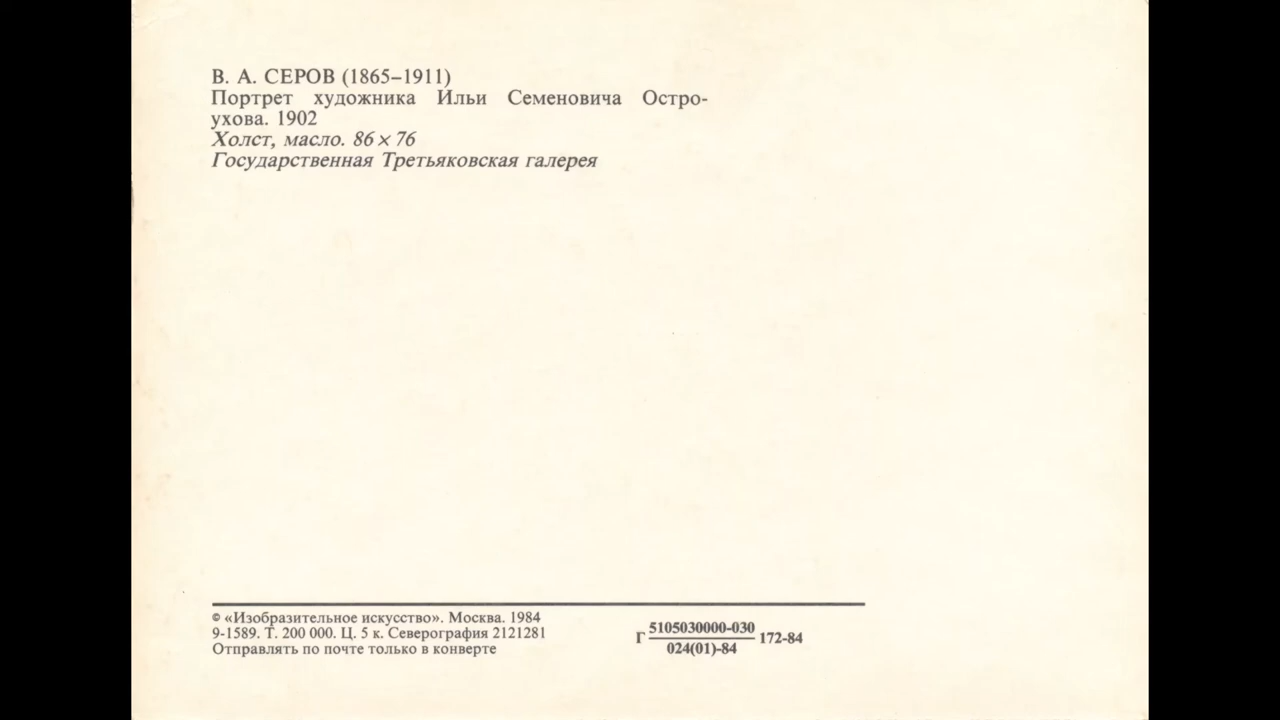 В. А. СЕРОВ (1865–1911)
Портрет художника Ильи Семеновича Остро-
ухова. 1902
Холст, масло. 86 × 76
Государственная Третьяковская галерея
© «Изобразительное искусство». Москва. 1984
9-1589. Т. 200 000. Ц. 5 к. Северография 2121281
Отправлять по почте только в конверте
5105030000-030
Г 172-84
024(01)-84